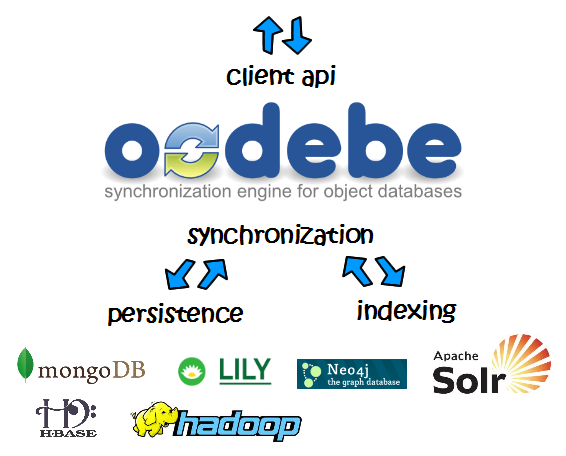 client api
oodebe
synchronization engine for object databases
synchronization
persistence
indexing
mongoDB
LILY
Neo4j
the graph database
Apache
Solr
H·BASE
hadoop